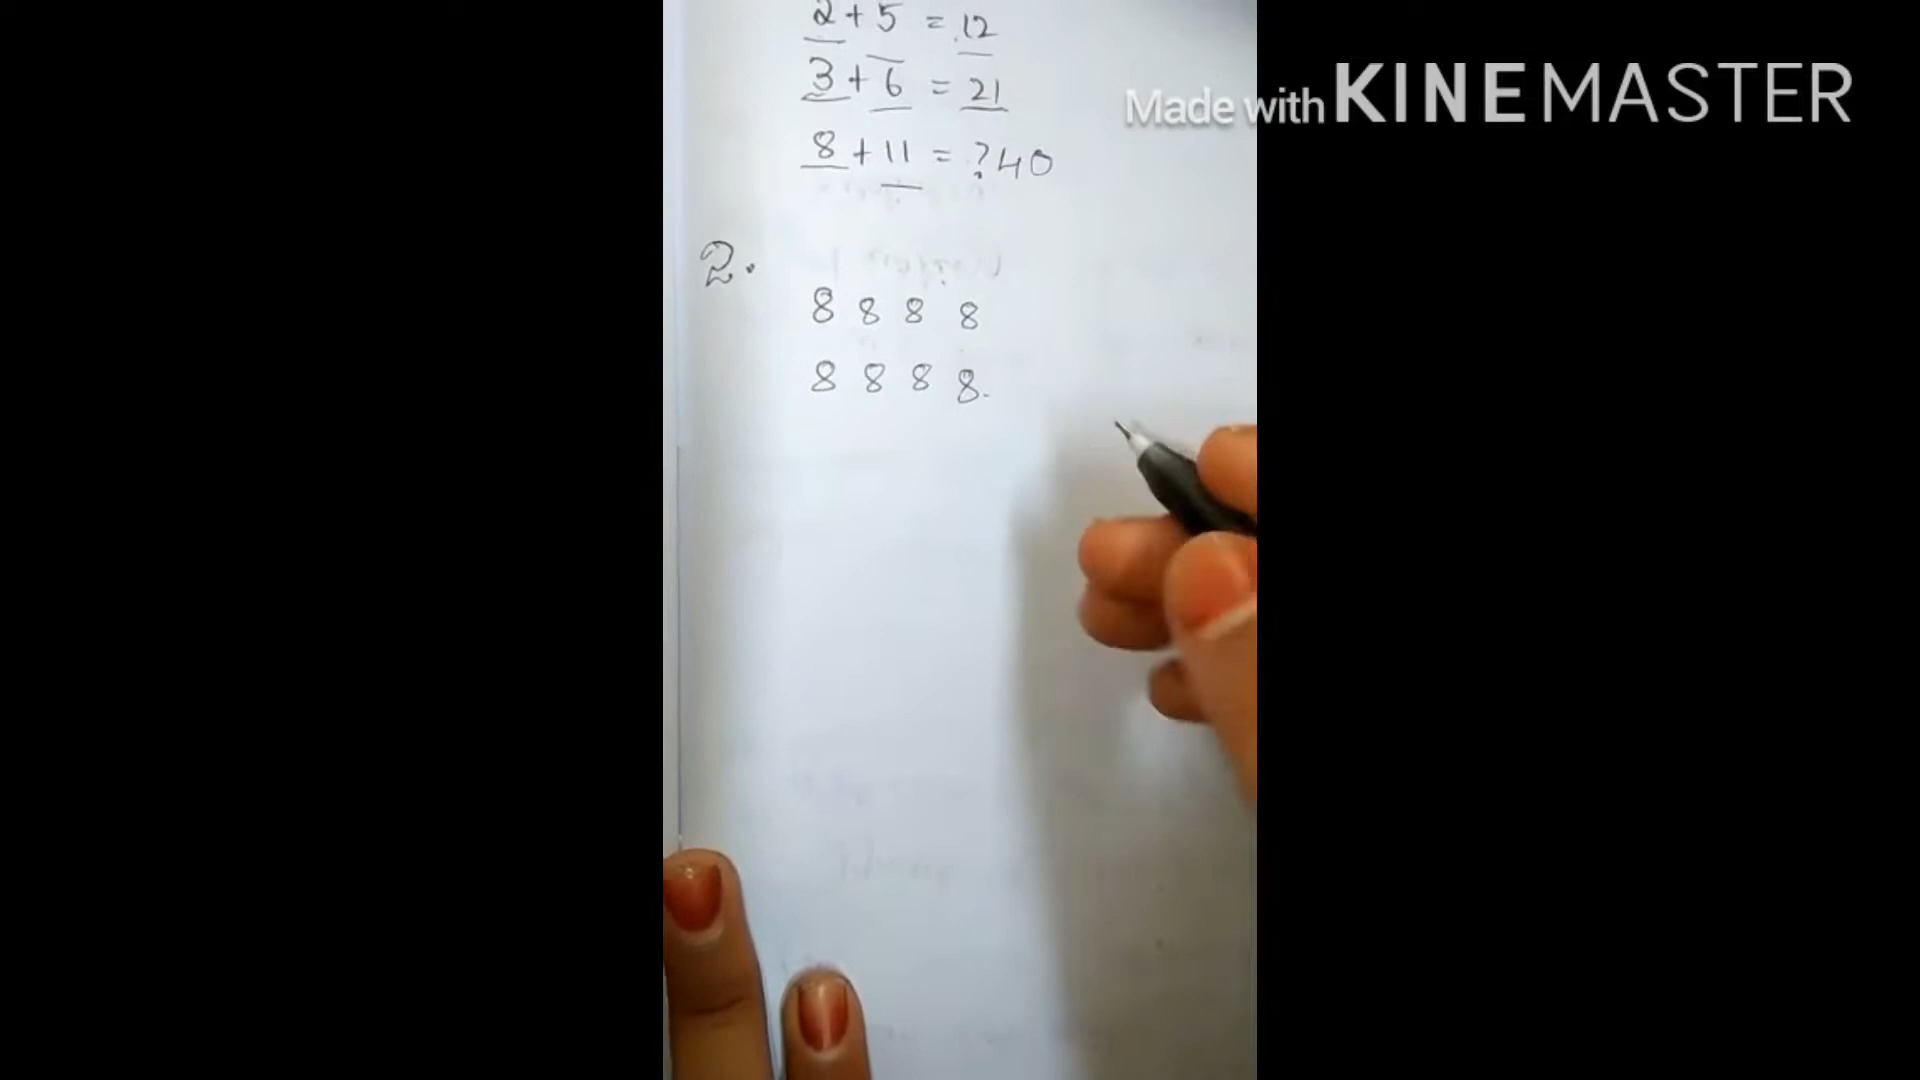 2 + 5 = 12
3 + 6 = 21
8 + 11 = ? 40
Made with KINEMASTER
2.
8 8 8 8
8 8 8 8.